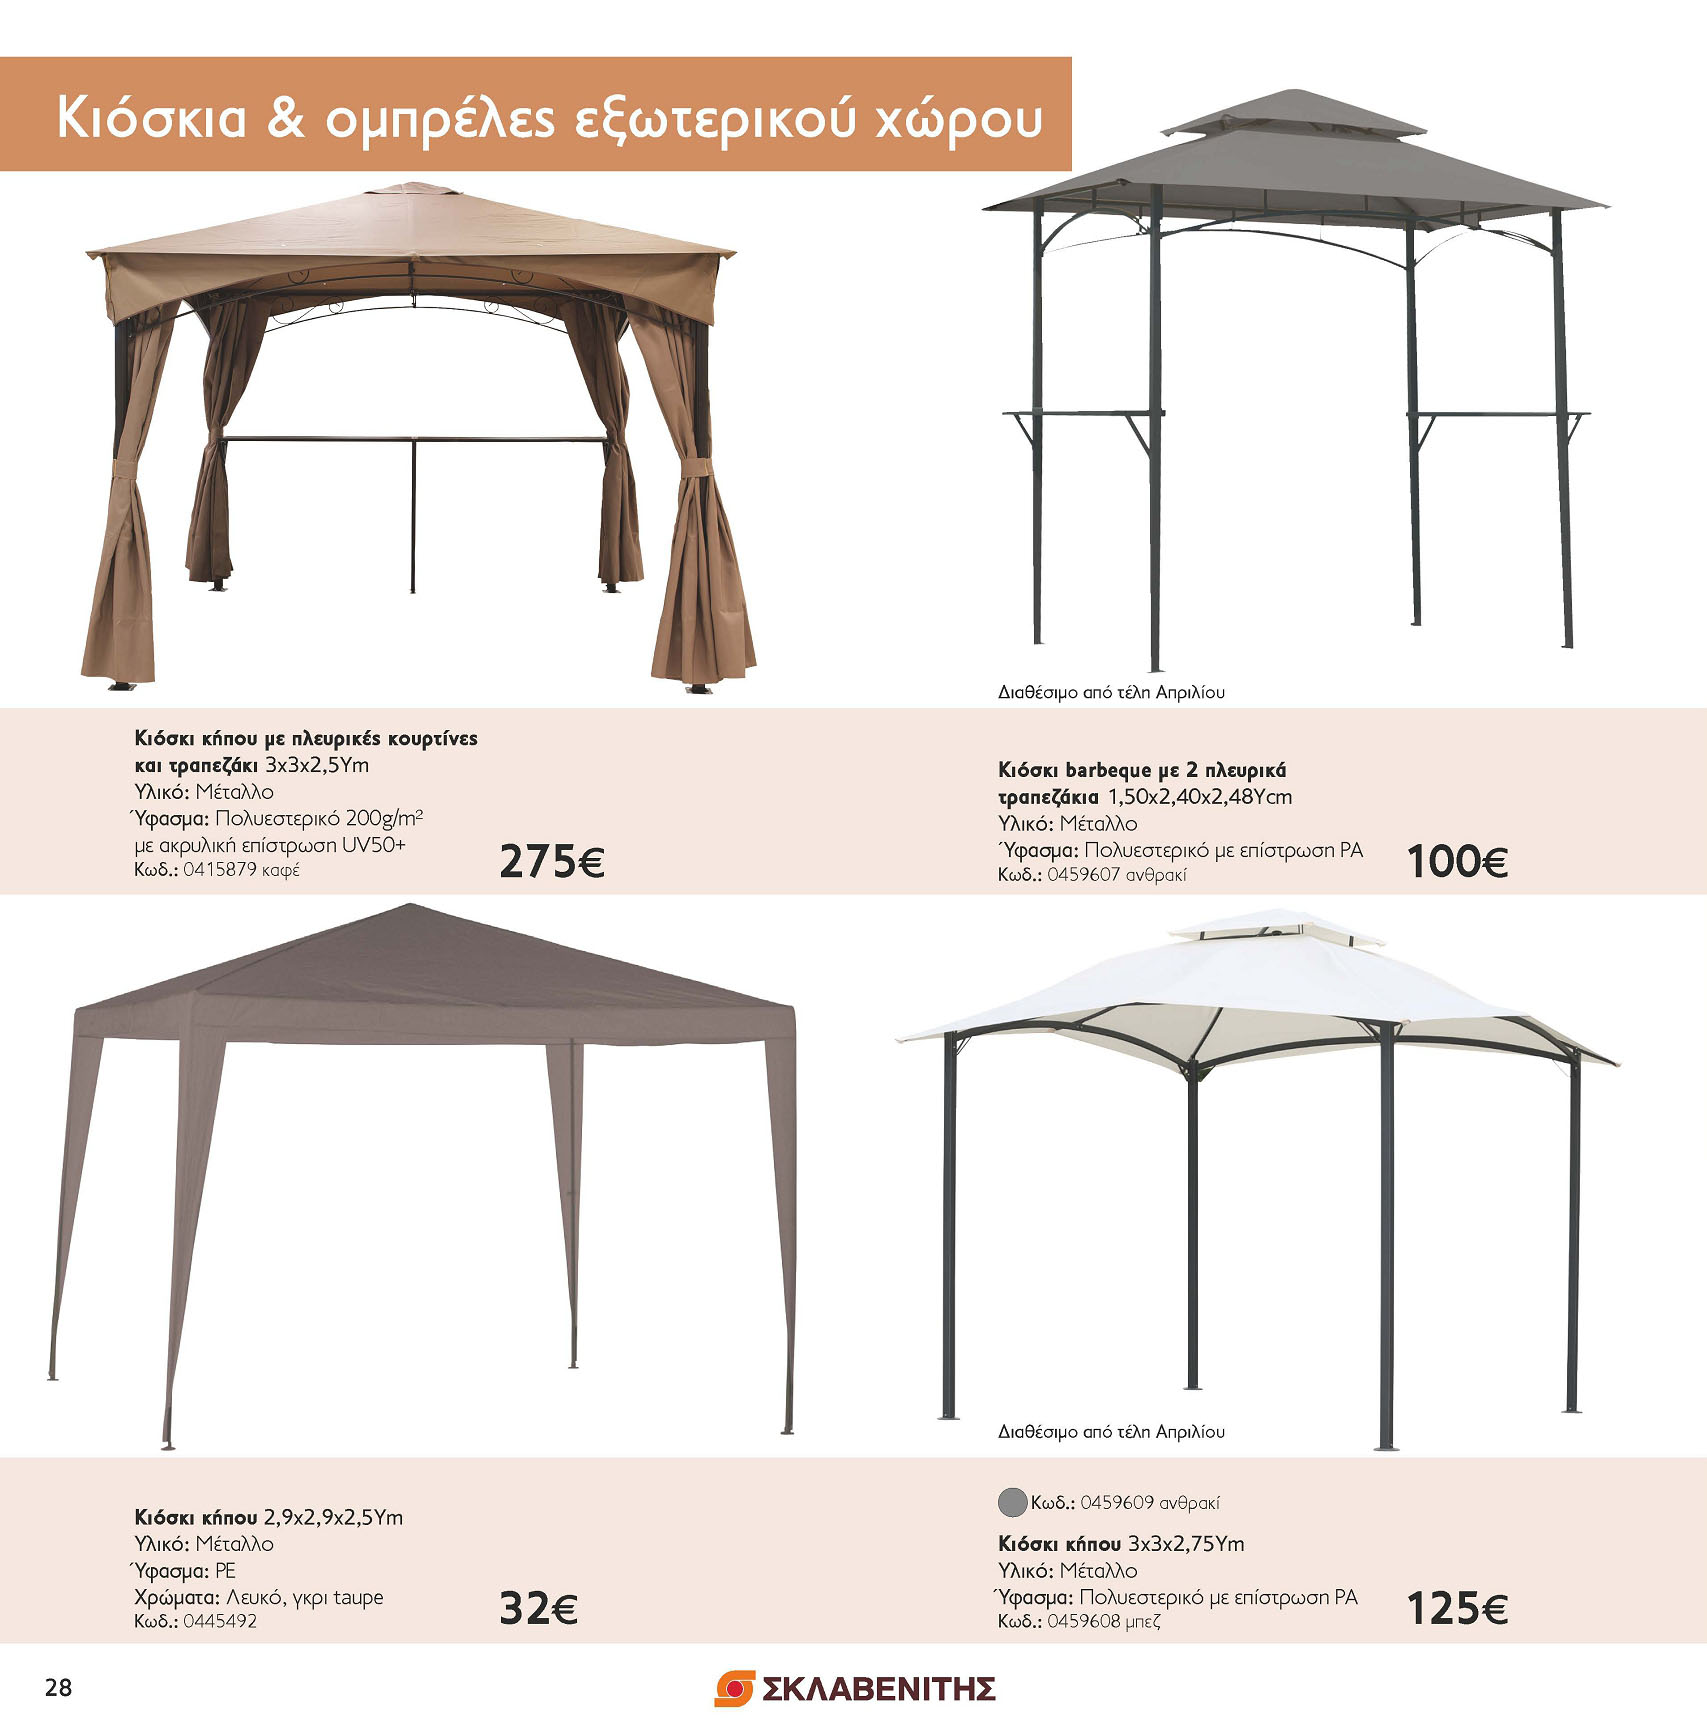 Κιόσκια & ομπρέλες εξωτερικού χώρου
Διαθέσιμο από τέλη Απριλίου
Κιόσκι κήπου με πλευρικές κουρτίνες
και τραπεζάκι 3x3x2,5Υm
Υλικό: Μέταλλο
Ύφασμα: Πολυεστερικό 200g/m²
με ακρυλική επίστρωση UV50+
Κωδ.: 0415879 καφέ
275€
Κιόσκι barbeque με 2 πλευρικά
τραπεζάκια 1,50x2,40x2,48Υcm
Υλικό: Μέταλλο
Ύφασμα: Πολυεστερικό με επίστρωση PA
Κωδ.: 0459607 ανθρακί
100€
Κιόσκι κήπου 2,9x2,9x2,5Υm
Υλικό: Μέταλλο
Ύφασμα: PE
Χρώματα: Λευκό, γκρι taupe
Κωδ.: 0445492
32€
Διαθέσιμο από τέλη Απριλίου
Κωδ.: 0459609 ανθρακί
Κιόσκι κήπου 3x3x2,75Υm
Υλικό: Μέταλλο
Ύφασμα: Πολυεστερικό με επίστρωση PA
Κωδ.: 0459608 μπεζ
125€
28
ΣΚΛΑΒΕΝΙΤΗΣ